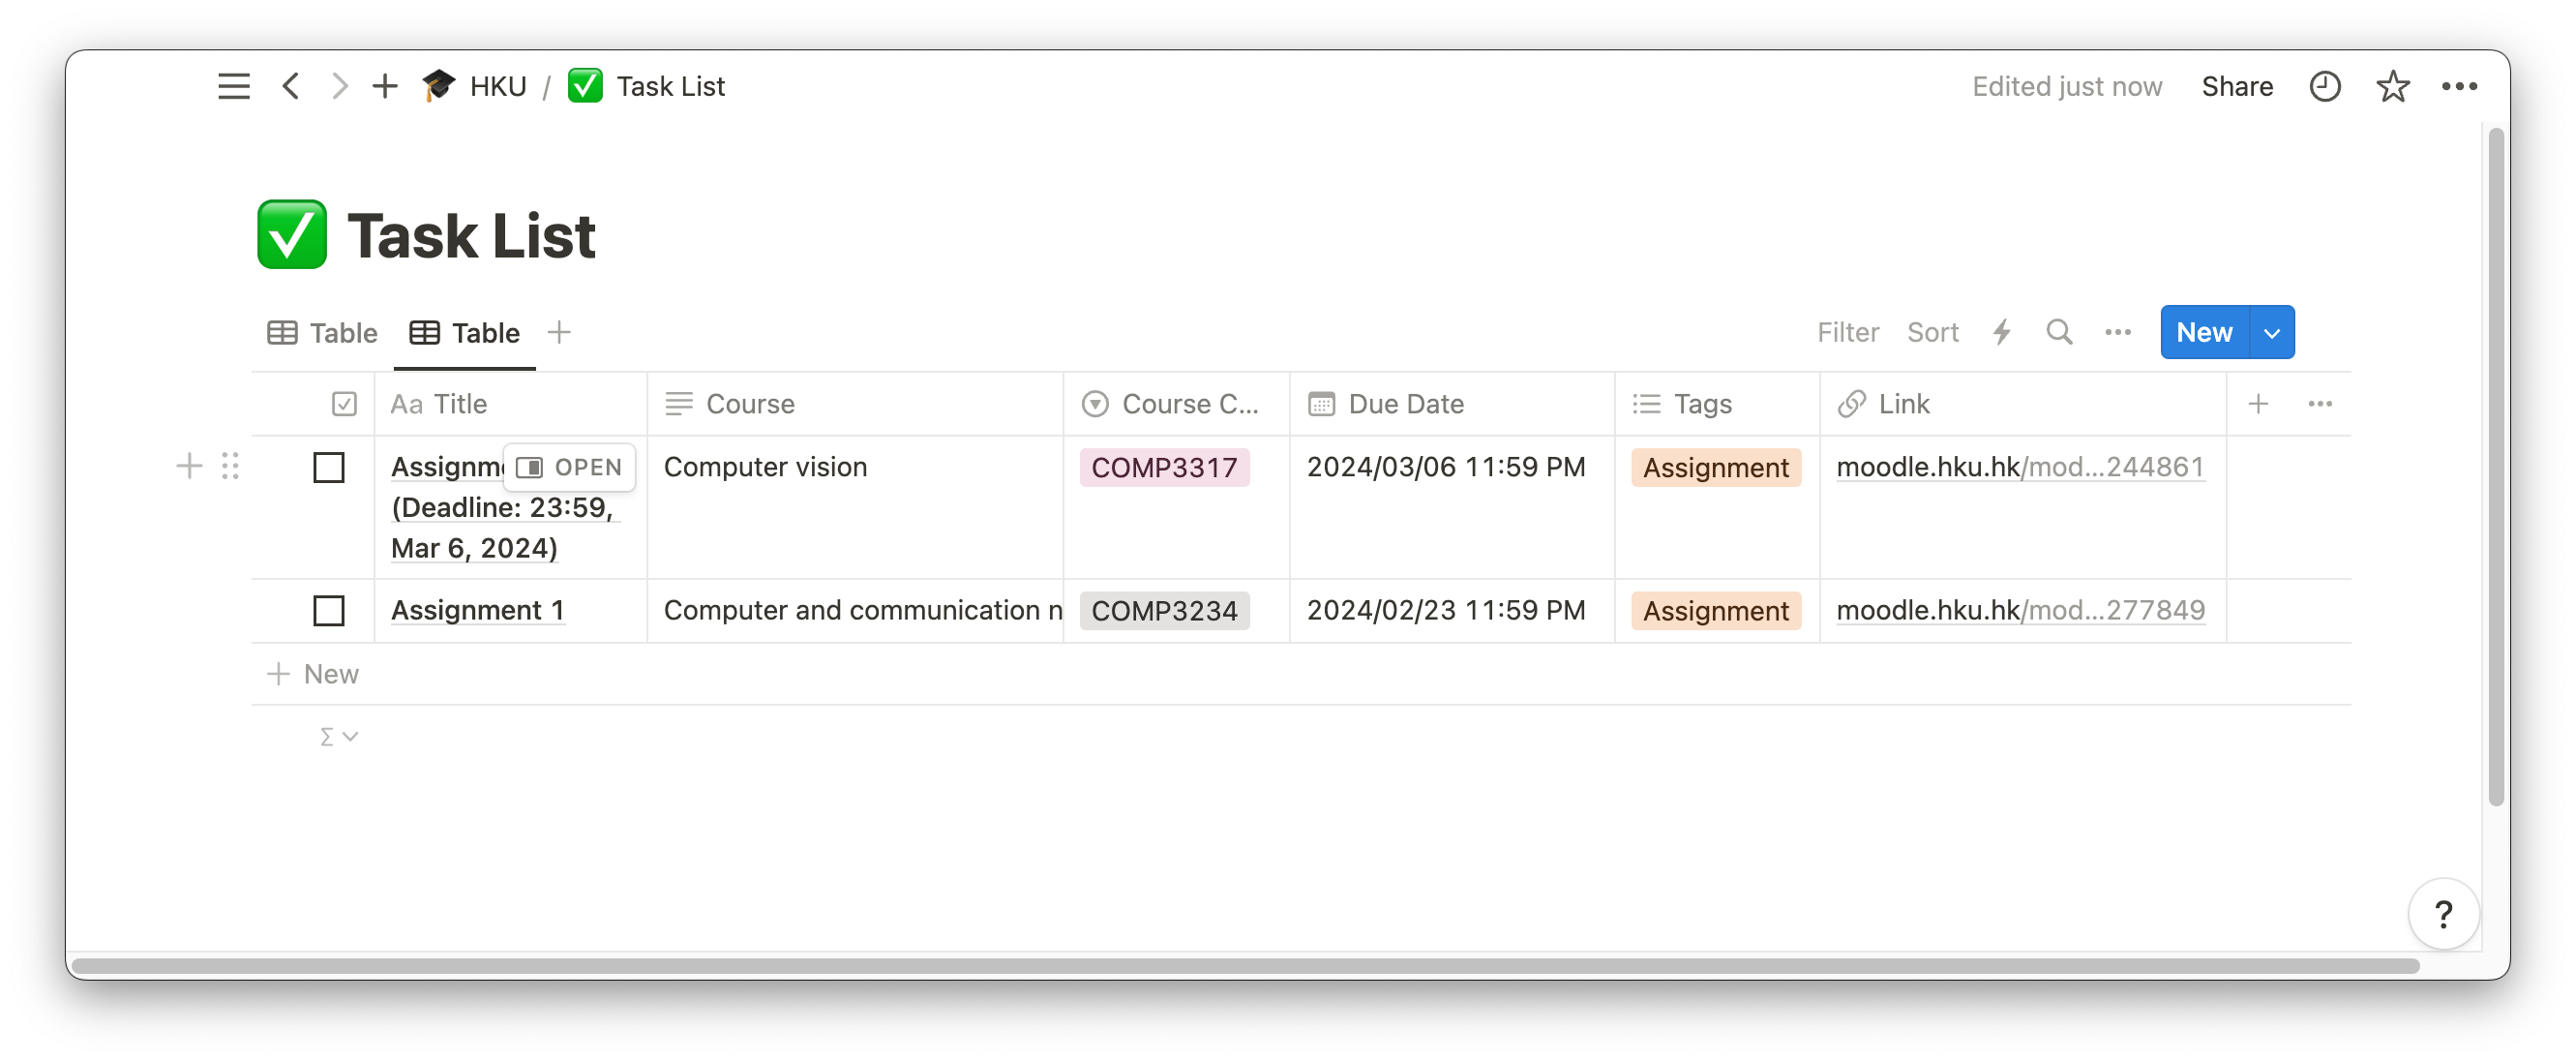 HKU / Task List
Edited just now Share
Task List
Table Table
Filter Sort New
Aa Title Course Course C... Due Date Tags Link
OPEN Computer vision COMP3317 2024/03/06 11:59 PM Assignment moodle.hku.hk/mod...244861
(Deadline: 23:59,
Mar 6, 2024)
Assignment 1 Computer and communication n COMP3234 2024/02/23 11:59 PM Assignment moodle.hku.hk/mod...277849
New
Σ
?